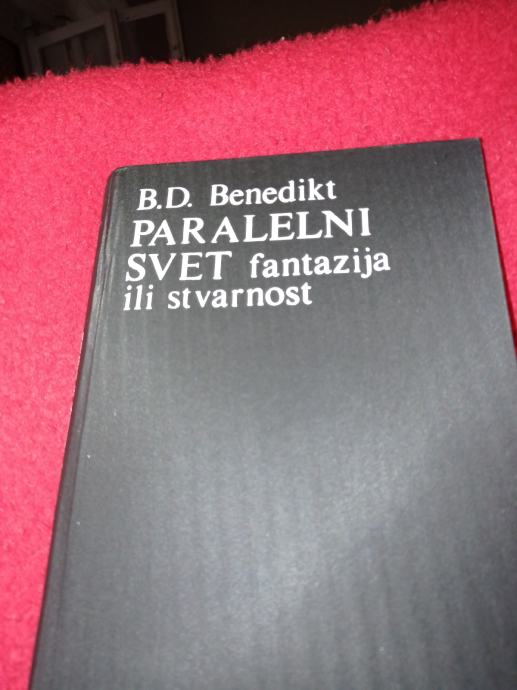 B.D. Benedikt
PARALELNI
SVET fantazija
ili stvarnost